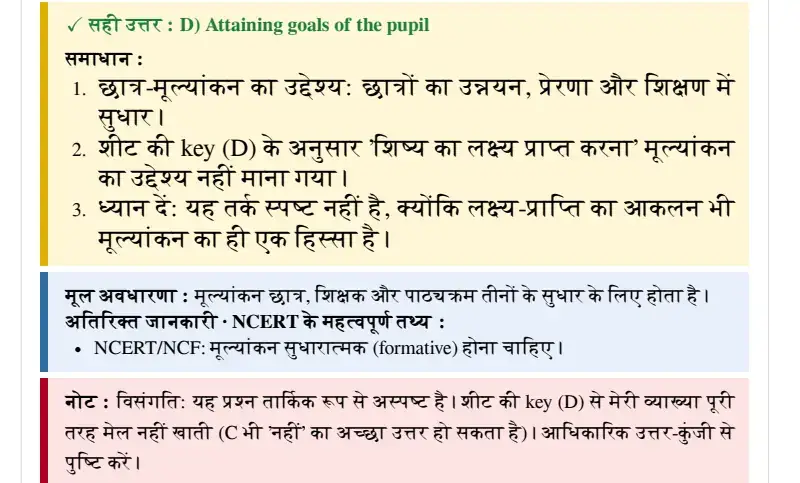 ✓ सही उत्तर : D) Attaining goals of the pupil
समाधान :
1. छात्र-मूल्यांकन का उद्देश्य: छात्रों का उन्नयन, प्रेरणा और शिक्षण में
सुधार।
2. शीट की key (D) के अनुसार ’शिष्य का लक्ष्य प्राप्त करना’ मूल्यांकन
का उद्देश्य नहीं माना गया।
3. ध्यान दें: यह तर्क स्पष्ट नहीं है, क्योंकि लक्ष्य-प्राप्ति का आकलन भी
मूल्यांकन का ही एक हिस्सा है।
मूल अवधारणा : मूल्यांकन छात्र, शिक्षक और पाठ्यक्रम तीनों के सुधार के लिए होता है।
अतिरिक्त जानकारी · NCERT के महत्वपूर्ण तथ्य :
• NCERT/NCF: मूल्यांकन सुधारात्मक (formative) होना चाहिए।
नोट : विसंगति: यह प्रश्न तार्किक रूप से अस्पष्ट है। शीट की key (D) से मेरी व्याख्या पूरी
तरह मेल नहीं खाती (C भी ’नहीं’ का अच्छा उत्तर हो सकता है)। आधिकारिक उत्तर-कुंजी से
पुष्टि करें।